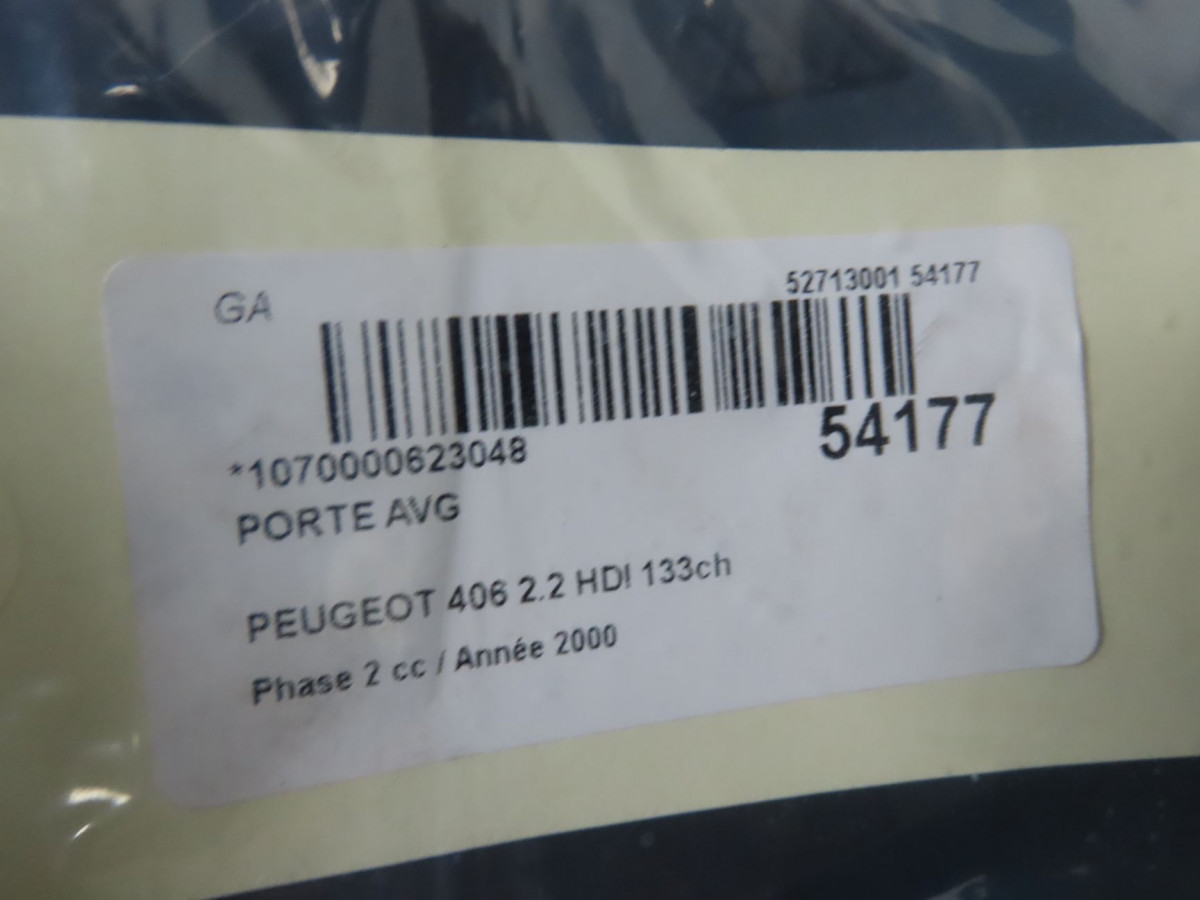 GA
52713001 54177
54177
*1070000623048
PORTE AVG
PEUGEOT 406 2.2 HDI 133ch
Phase 2 cc / Année 2000